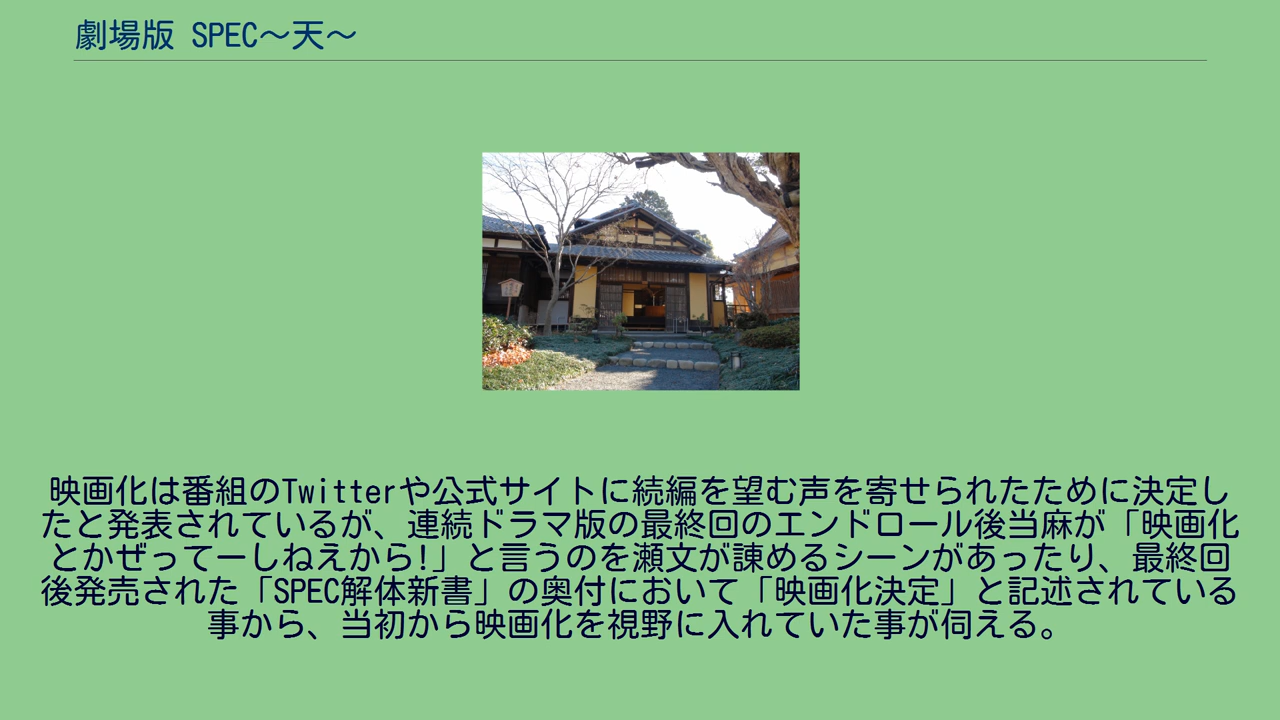 劇場版 SPEC〜天〜
映画化は番組のTwitterや公式サイトに続編を望む声を寄せられたために決定し
たと発表されているが、連続ドラマ版の最終回のエンドロール後当麻が「映画化
とかぜってーしねえから!」と言うのを瀬文が諌めるシーンがあったり、最終回
後発売された「SPEC解体新書」の奥付において「映画化決定」と記述されている
事から、当初から映画化を視野に入れていた事が伺える。